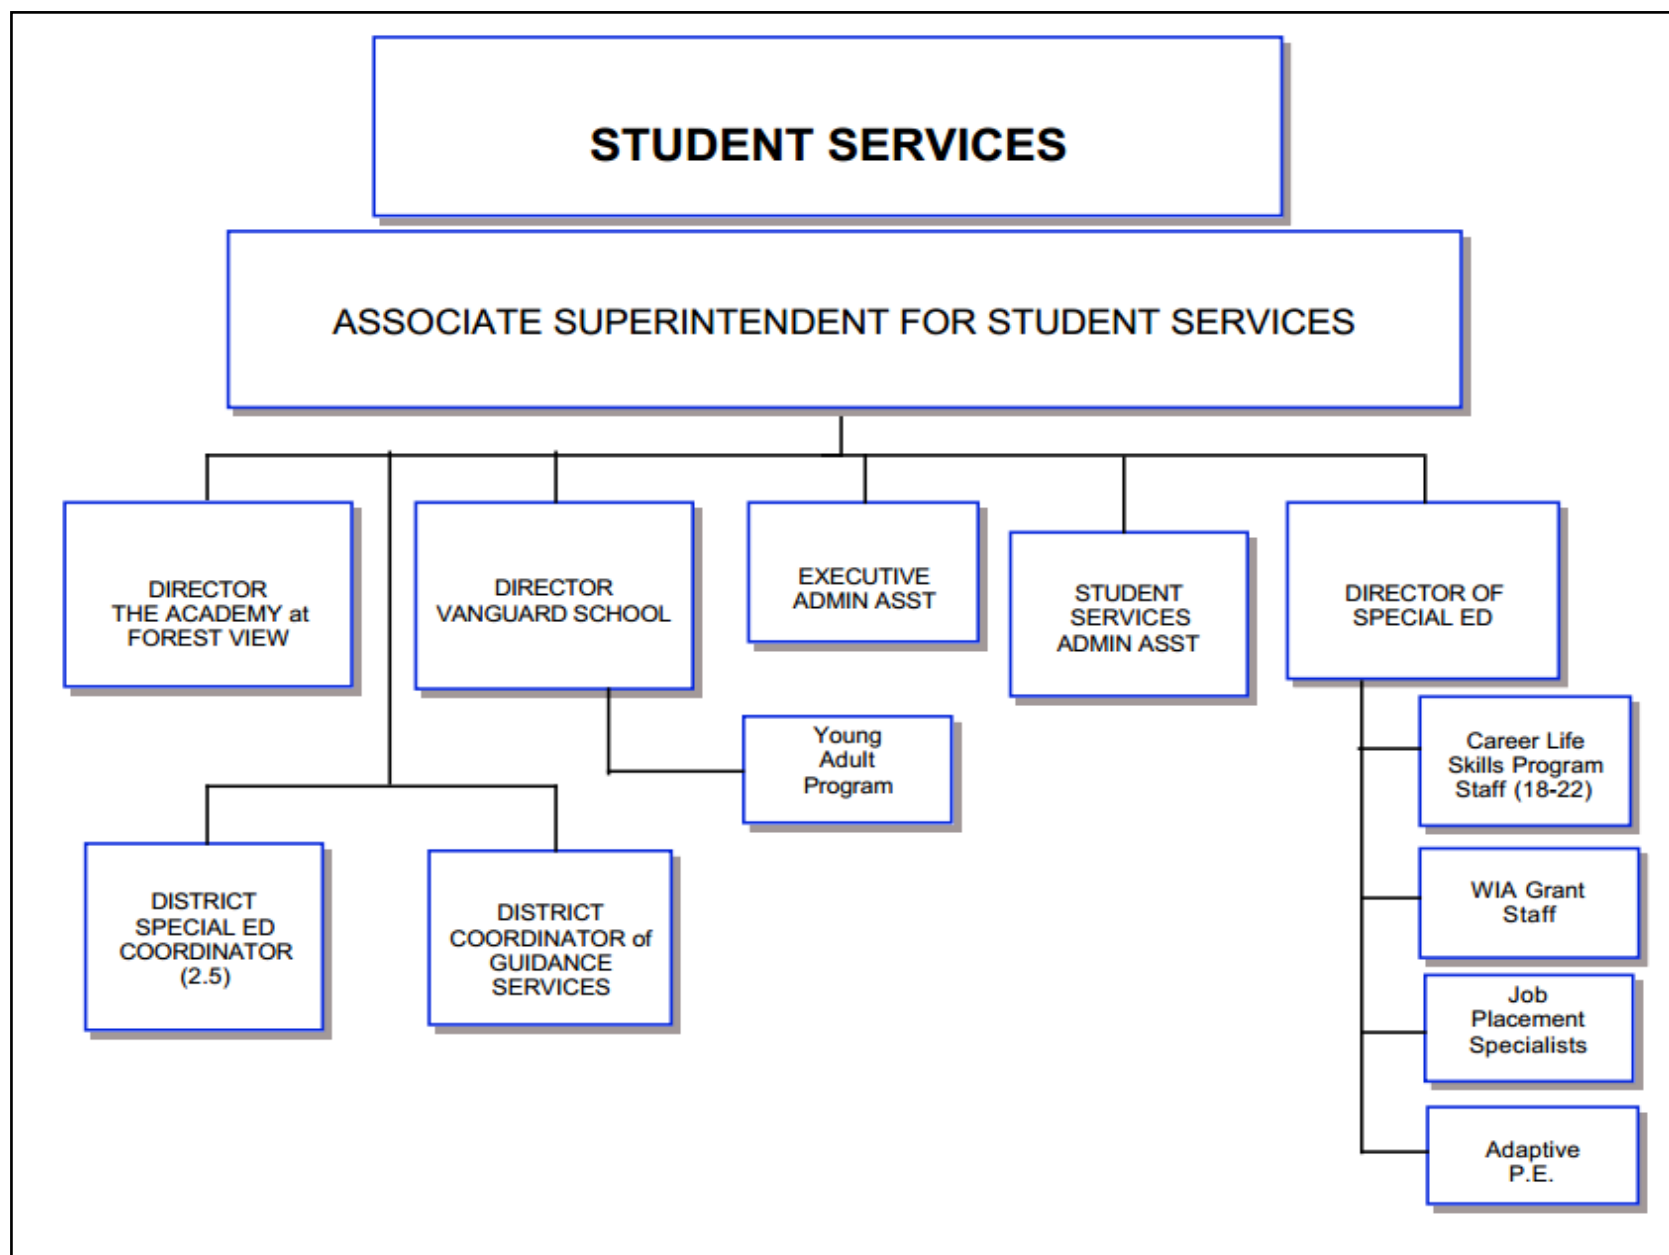 STUDENT SERVICES
ASSOCIATE SUPERINTENDENT FOR STUDENT SERVICES
DIRECTOR
THE ACADEMY at
FOREST VIEW
DIRECTOR
VANGUARD SCHOOL
EXECUTIVE
ADMIN ASST
STUDENT
SERVICES
ADMIN ASST
DIRECTOR OF
SPECIAL ED
Young
Adult
Program
Career Life
Skills Program
Staff (18-22)
DISTRICT
SPECIAL ED
COORDINATOR
(2.5)
DISTRICT
COORDINATOR of
GUIDANCE
SERVICES
WIA Grant
Staff
Job
Placement
Specialists
Adaptive
P.E.